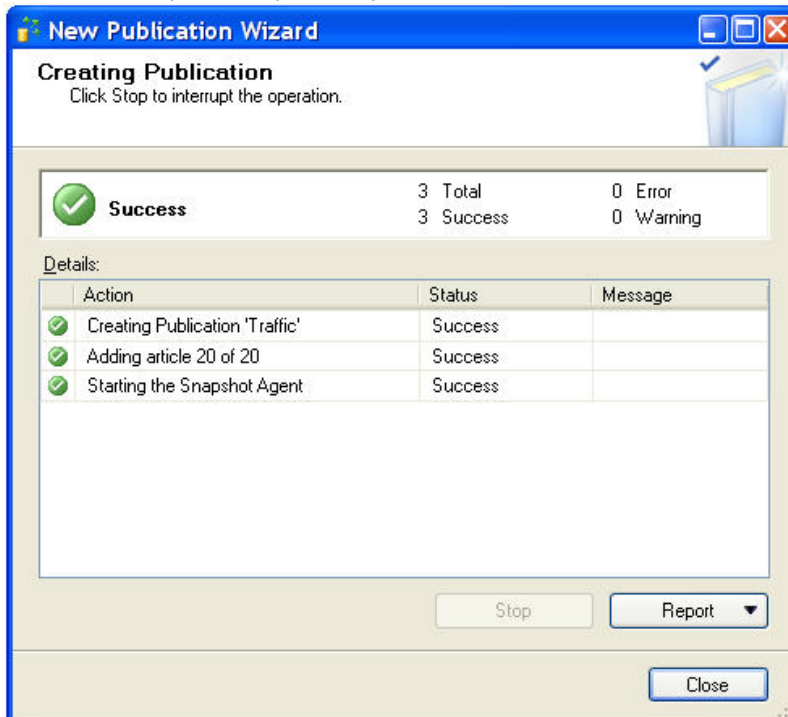 New Publication Wizard
Creating Publication
Click Stop to interrupt the operation.
Success 3 Total 0 Error
3 Success 0 Warning
Details:
Action Status Message
Creating Publication 'Traffic' Success
Adding article 20 of 20 Success
Starting the Snapshot Agent Success
Stop Report
Close